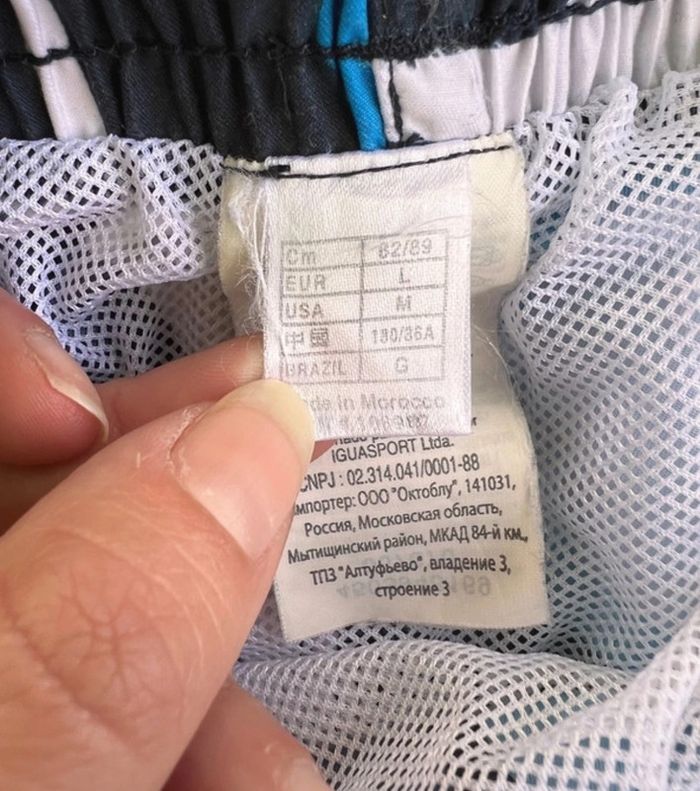 Cm 82/89
EUR L
USA M
中國 180/86A
BRAZIL G
Made in Morocco
IGUASPORT Ltda.
CNPJ : 02.314.041/0001-88
Импортер: ООО "Октоблу", 141031,
Россия, Московская область,
Мытищинский район, МКАД 84-й км.,
ТПЗ "Алтуфьево", владение 3,
строение 3